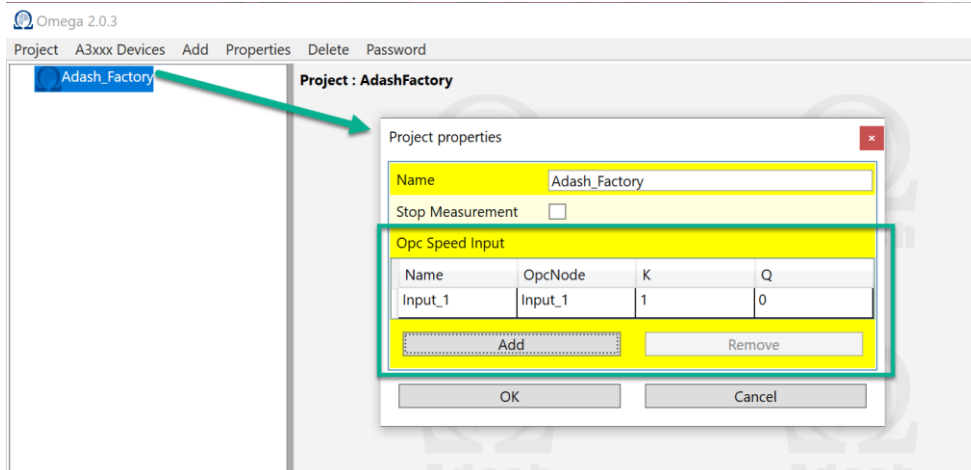 Omega 2.0.3
Project A3xxx Devices Add Properties Delete Password
Adash_Factory
Project : AdashFactory
Project properties
Name Adash_Factory
Stop Measurement
Opc Speed Input
Name OpcNode K Q
Input_1 Input_1 1 0
Add Remove
OK Cancel